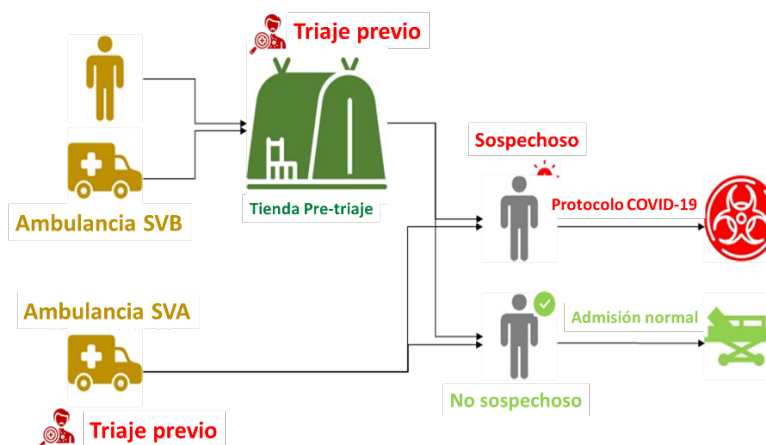 Triaje previo
Tienda Pre-triaje
Ambulancia SVB
Sospechoso
Protocolo COVID-19
Ambulancia SVA
Triaje previo
Admisión normal
No sospechoso